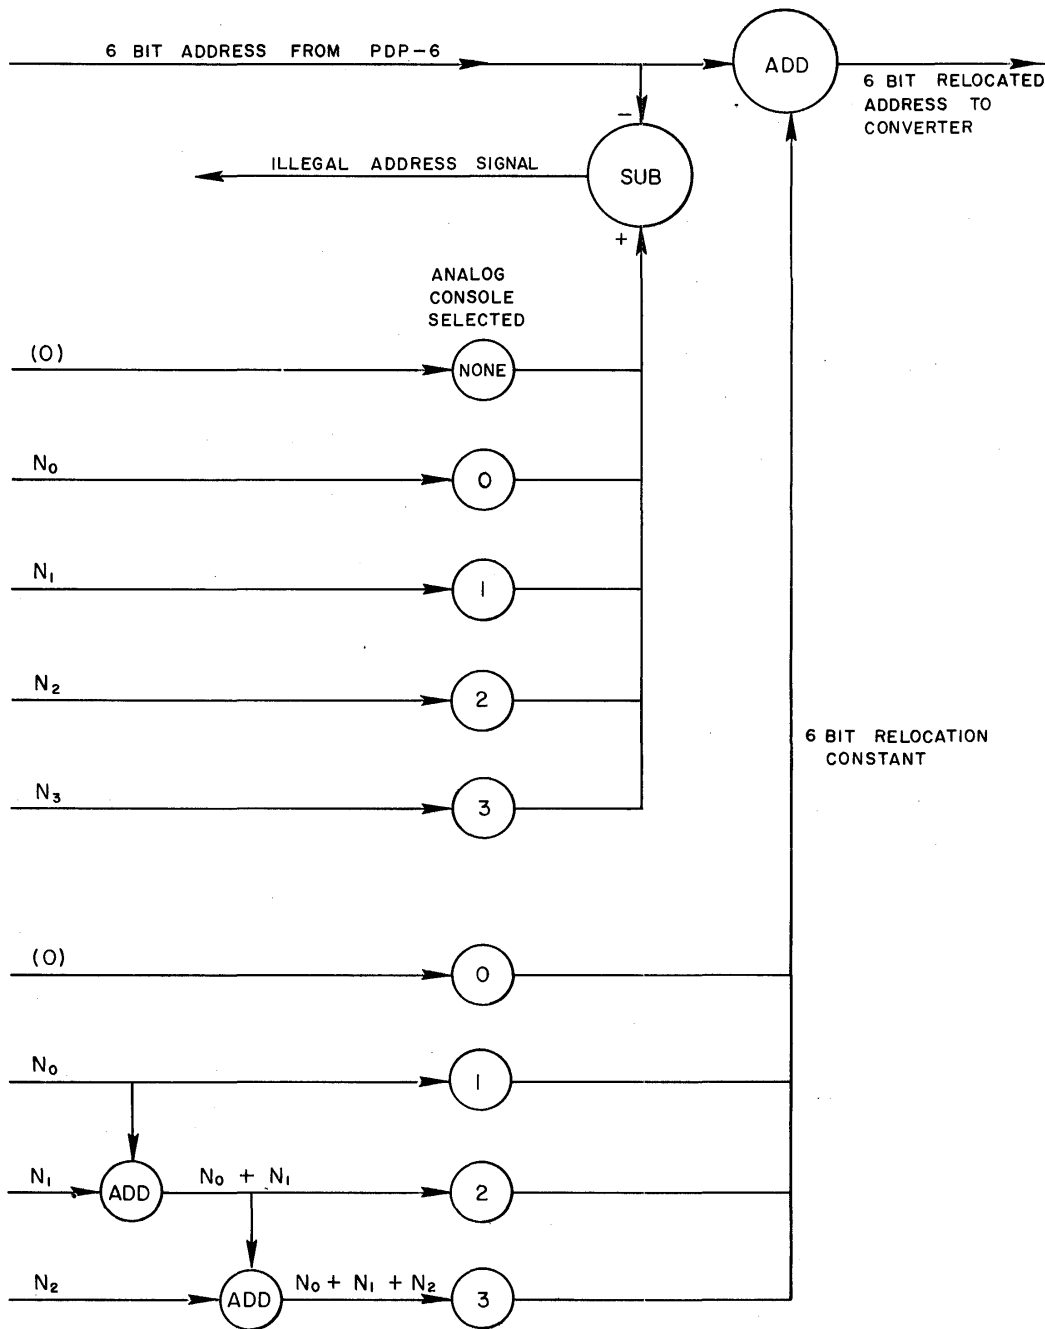 6 BIT ADDRESS FROM PDP-6
ADD
6 BIT RELOCATED
ADDRESS TO
CONVERTER
−
ILLEGAL ADDRESS SIGNAL
SUB
+
ANALOG
CONSOLE
SELECTED
(0)
NONE
N₀
0
N₁
1
N₂
2
N₃
3
6 BIT RELOCATION
CONSTANT
(0)
0
N₀
1
N₁
ADD
N₀ + N₁
2
N₂
ADD
N₀ + N₁ + N₂
3